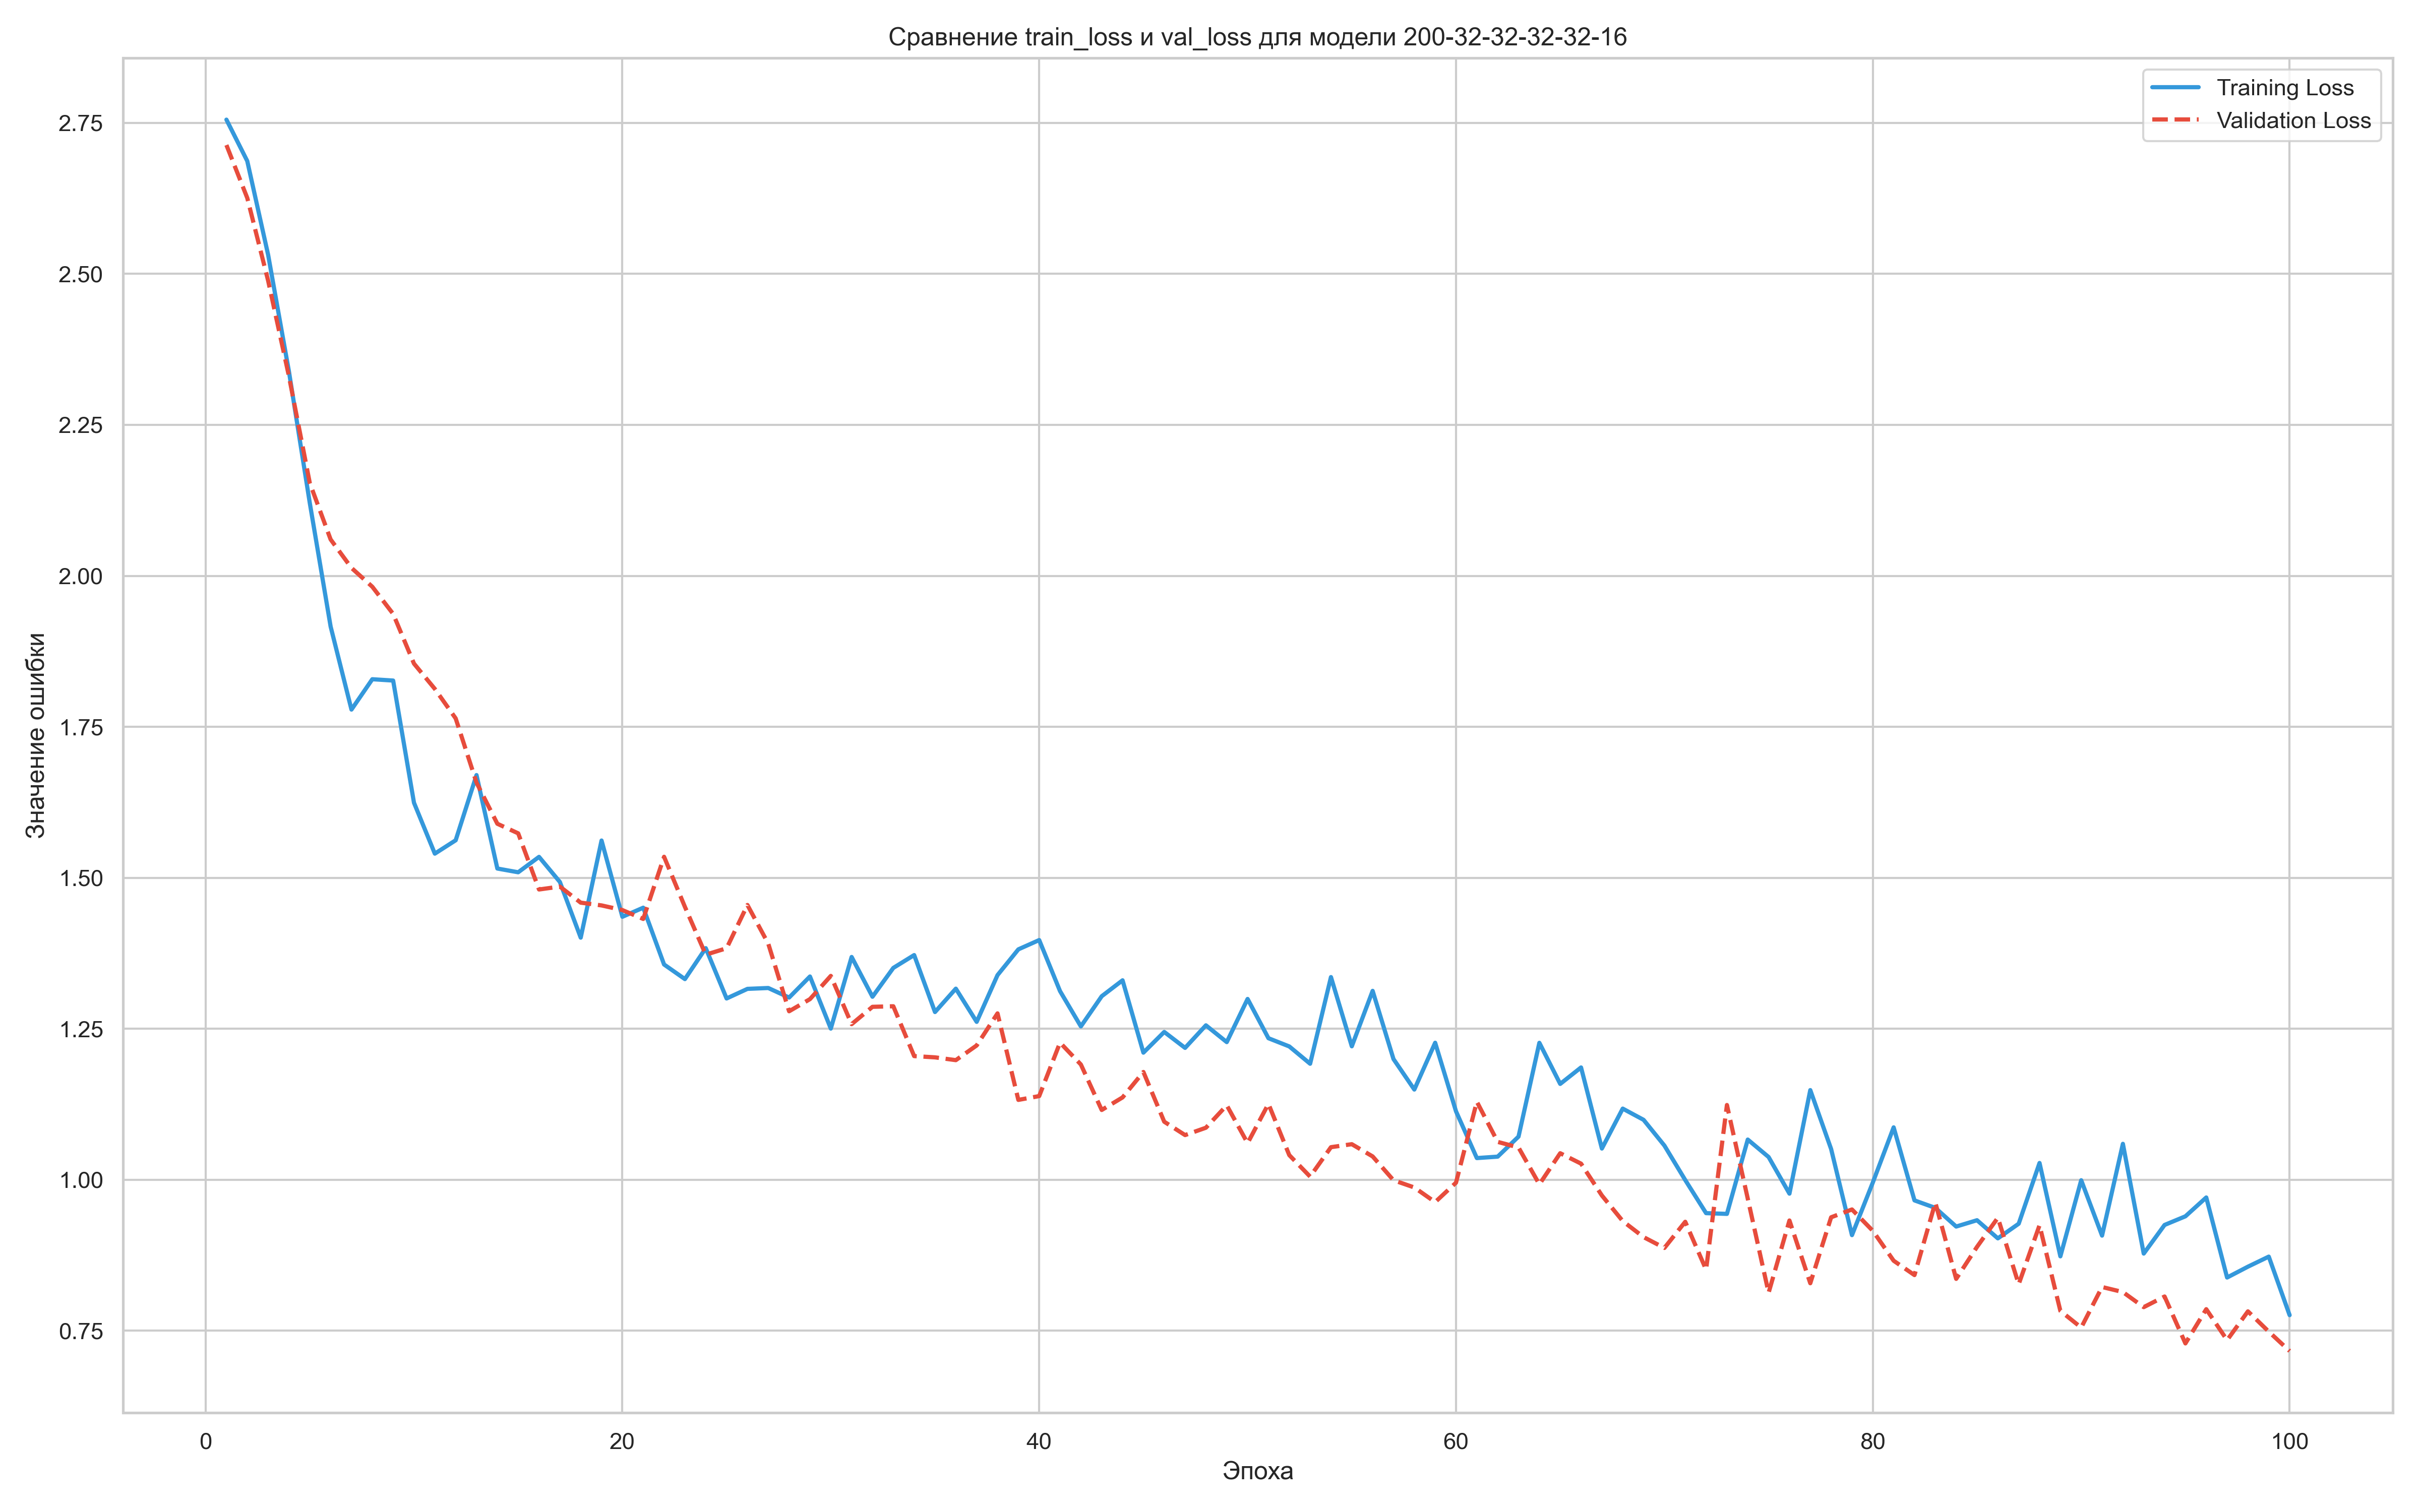 Сравнение train_loss и val_loss для модели 200-32-32-32-32-16
Training Loss
Validation Loss
2.75
2.50
2.25
2.00
1.75
1.50
1.25
1.00
0.75
Значение ошибки
0 20 40 60 80 100
Эпоха